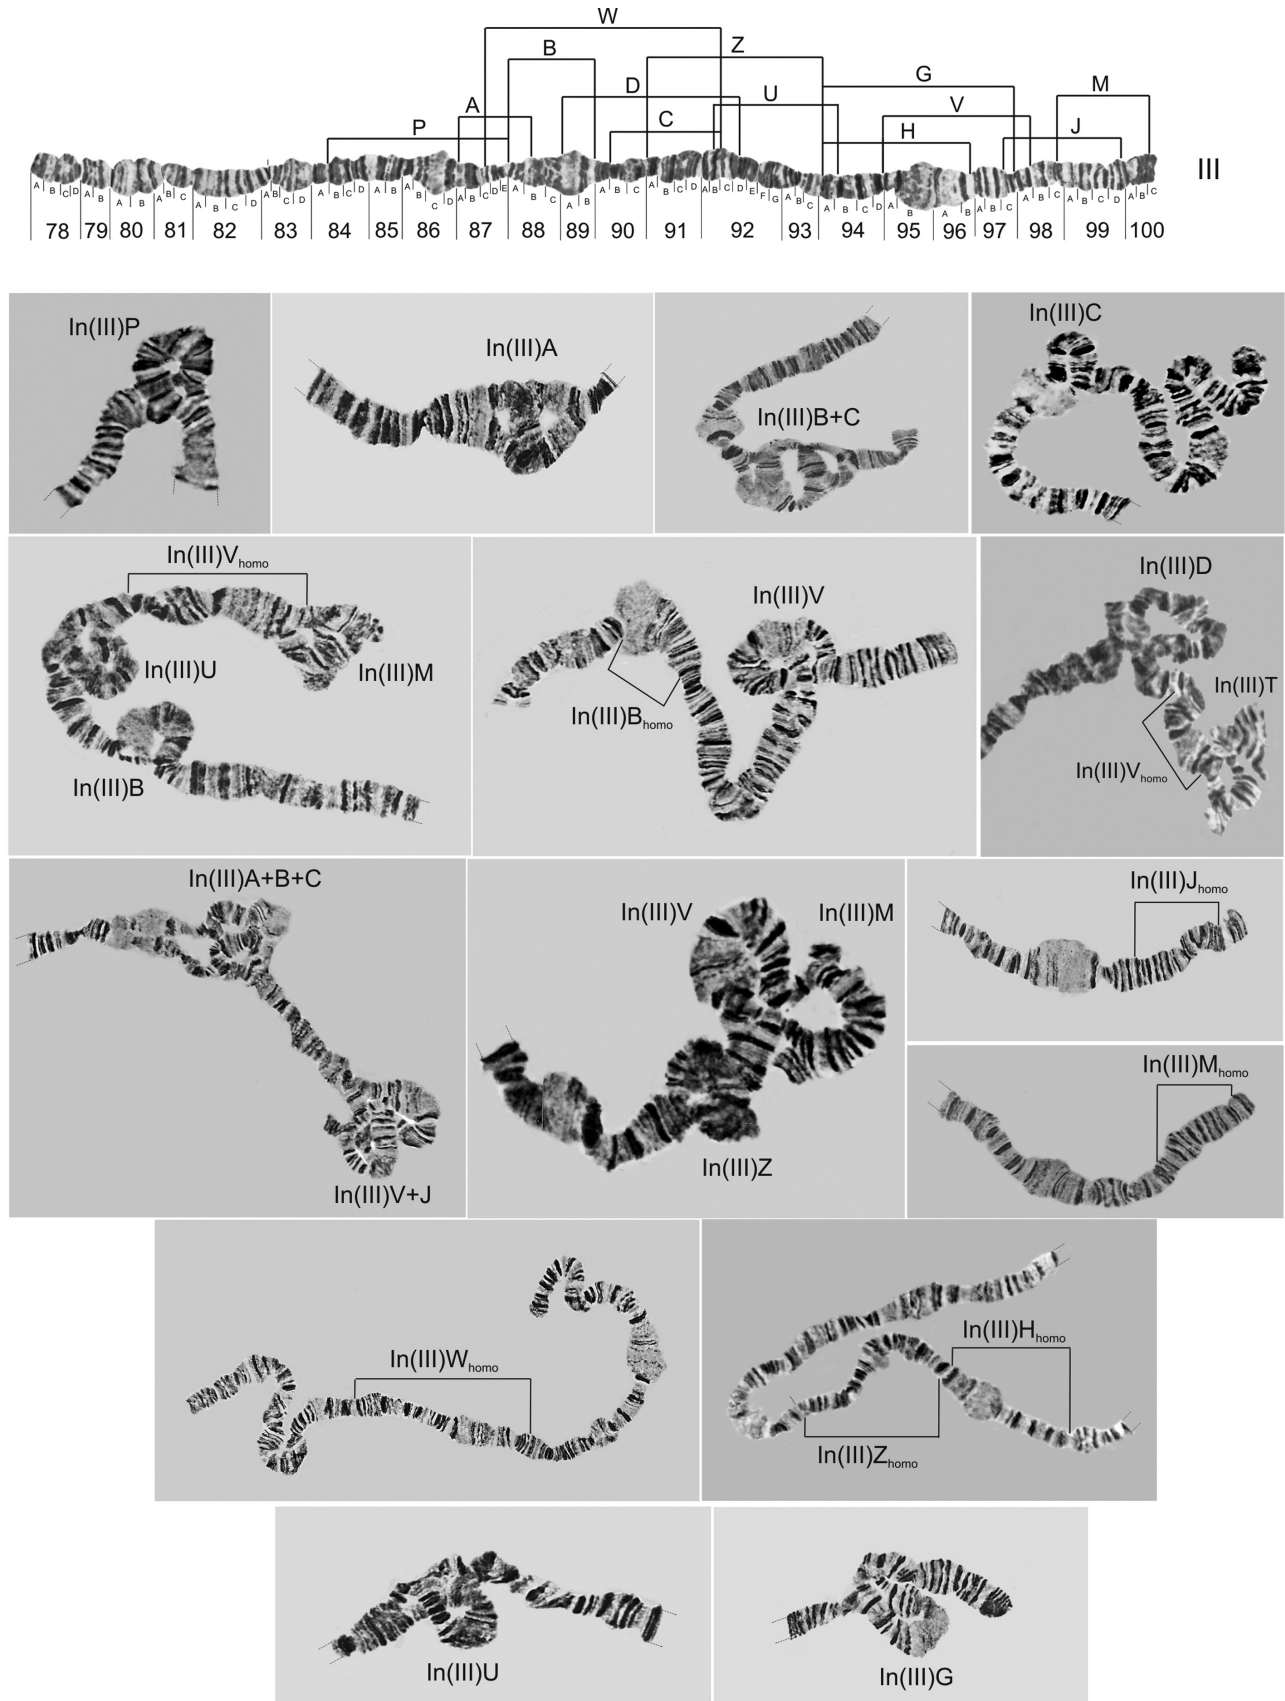 W
Z
B
G
M
D
U
A
V
C
P
H
J
III
A B C D A B A B A B C A B C D A B C D A B C D A B A B C D A B C D E A B C A B A B C A B C D A B C D E F G A B C A B C D A B A B A B C A B C A B C D A B C
78 79 80 81 82 83 84 85 86 87 88 89 90 91 92 93 94 95 96 97 98 99 100
In(III)P
In(III)A
In(III)B+C
In(III)C
In(III)Vhomo
In(III)U
In(III)M
In(III)B
In(III)V
In(III)Bhomo
In(III)D
In(III)T
In(III)Vhomo
In(III)A+B+C
In(III)V+J
In(III)V
In(III)M
In(III)Z
In(III)Jhomo
In(III)Mhomo
In(III)Whomo
In(III)Hhomo
In(III)Zhomo
In(III)U
In(III)G